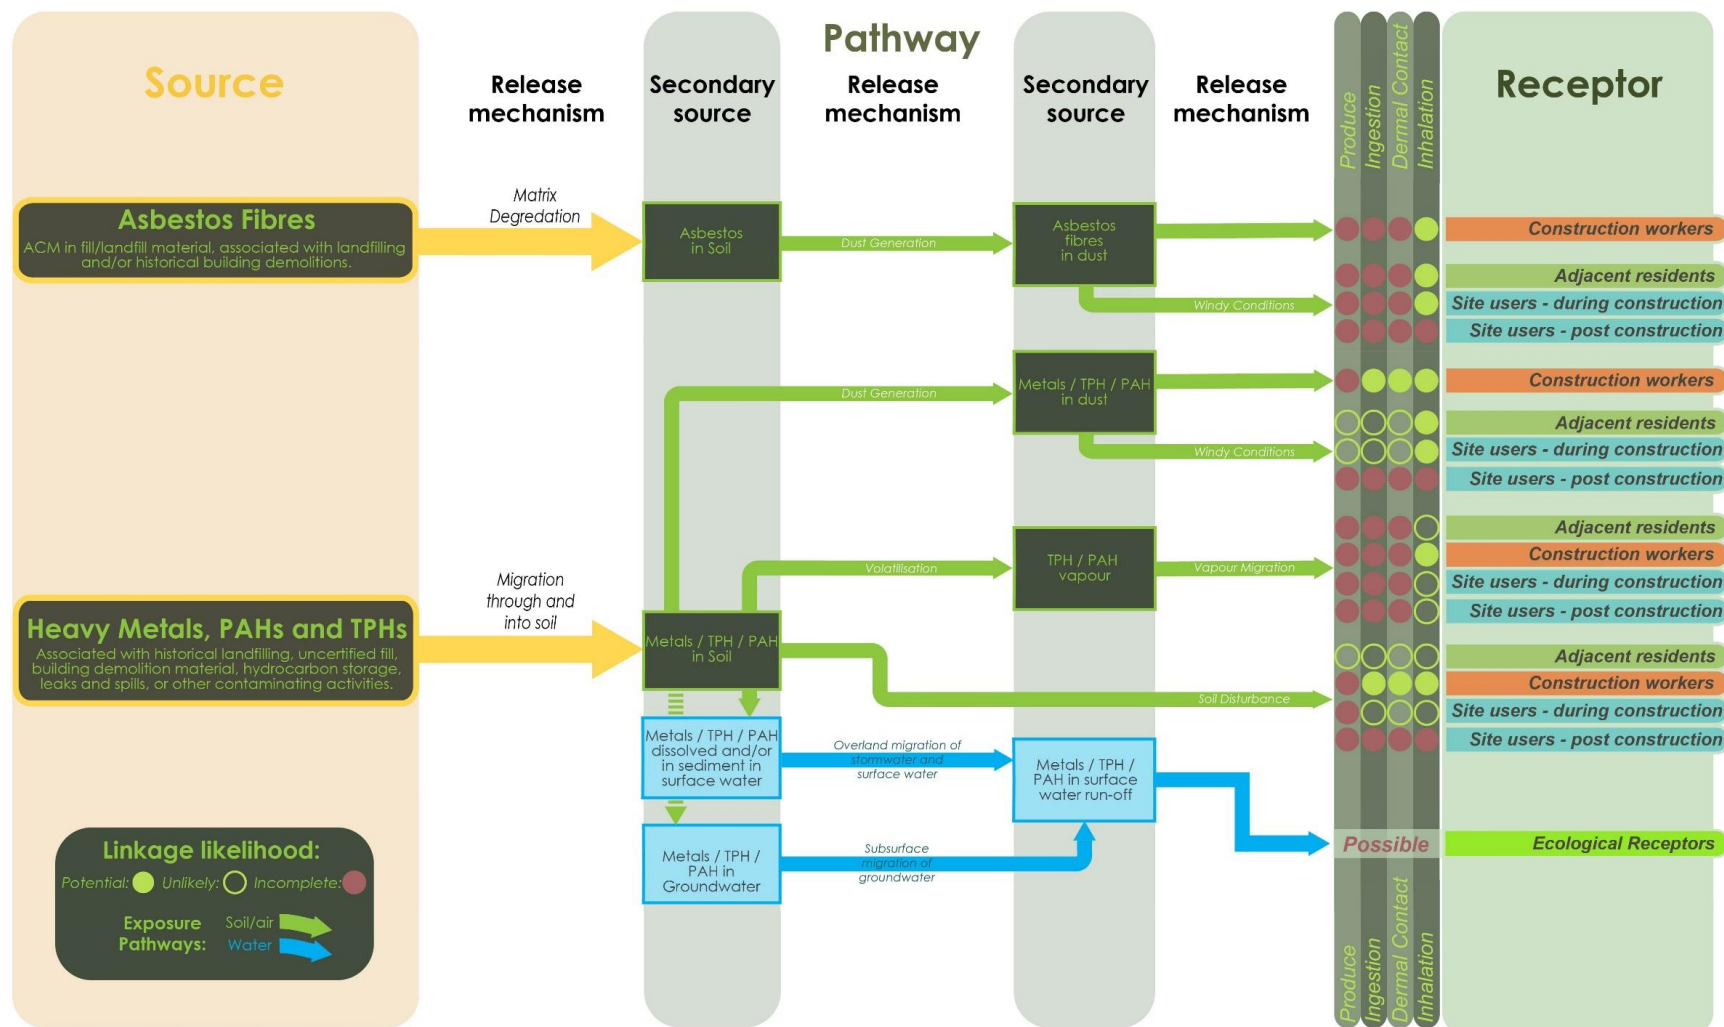 Pathway
Source
Release
mechanism
Secondary
source
Release
mechanism
Secondary
source
Release
mechanism
Produce
Ingestion
Dermal Contact
Inhalation
Receptor
Asbestos Fibres
ACM in fill/landfill material, associated with landfilling
and/or historical building demolitions.
Matrix
Degredation
Asbestos
in Soil
Dust Generation
Asbestos
fibres
in dust
Windy Conditions
Construction workers
Adjacent residents
Site users - during construction
Site users - post construction
Dust Generation
Metals / TPH / PAH
in dust
Windy Conditions
Construction workers
Adjacent residents
Site users - during construction
Site users - post construction
Volatilisation
TPH / PAH
vapour
Vapour Migration
Adjacent residents
Construction workers
Site users - during construction
Site users - post construction
Heavy Metals, PAHs and TPHs
Associated with historical landfilling, uncertified fill,
building demolition material, hydrocarbon storage,
leaks and spills, or other contaminating activities.
Migration
through and
into soil
Metals / TPH / PAH
in Soil
Soil Disturbance
Adjacent residents
Construction workers
Site users - during construction
Site users - post construction
Metals / TPH / PAH
dissolved and/or
in sediment in
surface water
Overland migration of
stormwater and
surface water
Metals / TPH /
PAH in surface
water run-off
Metals / TPH /
PAH in
Groundwater
Subsurface
migration of
groundwater
Possible
Ecological Receptors
Linkage likelihood:
Potential: Unlikely: Incomplete:
Exposure
Pathways:
Soil/air
Water
Produce
Ingestion
Dermal Contact
Inhalation